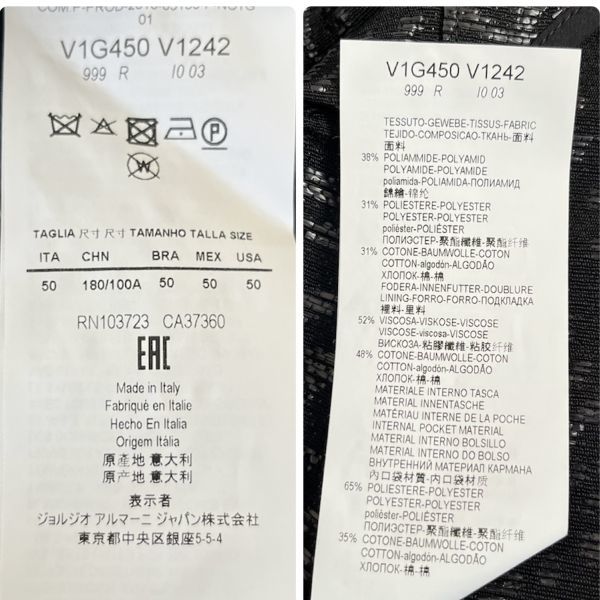 01
V1G450 V1242
999 R I0 03
TAGLIA 尺寸 尺寸 TAMANHO TALLA SIZE
ITA CHN BRA MEX USA
50 180/100A 50 50 50
RN103723 CA37360
EAC
Made in Italy
Fabriqué en Italie
Hecho En Italia
Origem Itália
原產地 意大利
原产地 意大利
表示者
ジョルジオ アルマーニ ジャパン株式会社
東京都中央区銀座5-5-4
V1G450 V1242
999 R I0 03
TESSUTO-GEWEBE-TISSUS-FABRIC
TEJIDO-COMPOSICAO-ТКАНЬ-面料
面料
38% POLIAMMIDE-POLYAMID
POLYAMIDE-POLYAMIDE
poliamida-POLIAMIDA-ПОЛИАМИД
錦綸-锦纶
31% POLIESTERE-POLYESTER
POLYESTER-POLYESTER
poliéster-POLIÉSTER
ПОЛИЭСТЕР-聚酯纖維-聚酯纤维
31% COTONE-BAUMWOLLE-COTON
COTTON-algodón-ALGODÃO
ХЛОПОК-棉-棉
FODERA-INNENFUTTER-DOUBLURE
LINING-FORRO-FORRO-ПОДКЛАДКА
裡料-里料
52% VISCOSA-VISKOSE-VISCOSE
VISCOSE-viscosa-VISCOSE
ВИСКОЗА-粘膠纖維-粘胶纤维
48% COTONE-BAUMWOLLE-COTON
COTTON-algodón-ALGODÃO
ХЛОПОК-棉-棉
MATERIALE INTERNO TASCA
MATERIAL INNENTASCHE
MATÉRIAU INTERNE DE LA POCHE
INTERNAL POCKET MATERIAL
MATERIAL INTERNO BOLSILLO
MATERIAL INTERNO DO BOLSO
ВНУТРЕННИЙ МАТЕРИАЛ КАРМАНА
內口袋材質-内口袋材质
65% POLIESTERE-POLYESTER
POLYESTER-POLYESTER
poliéster-POLIÉSTER
ПОЛИЭСТЕР-聚酯纖維-聚酯纤维
35% COTONE-BAUMWOLLE-COTON
COTTON-algodón-ALGODÃO
ХЛОПОК-棉-棉